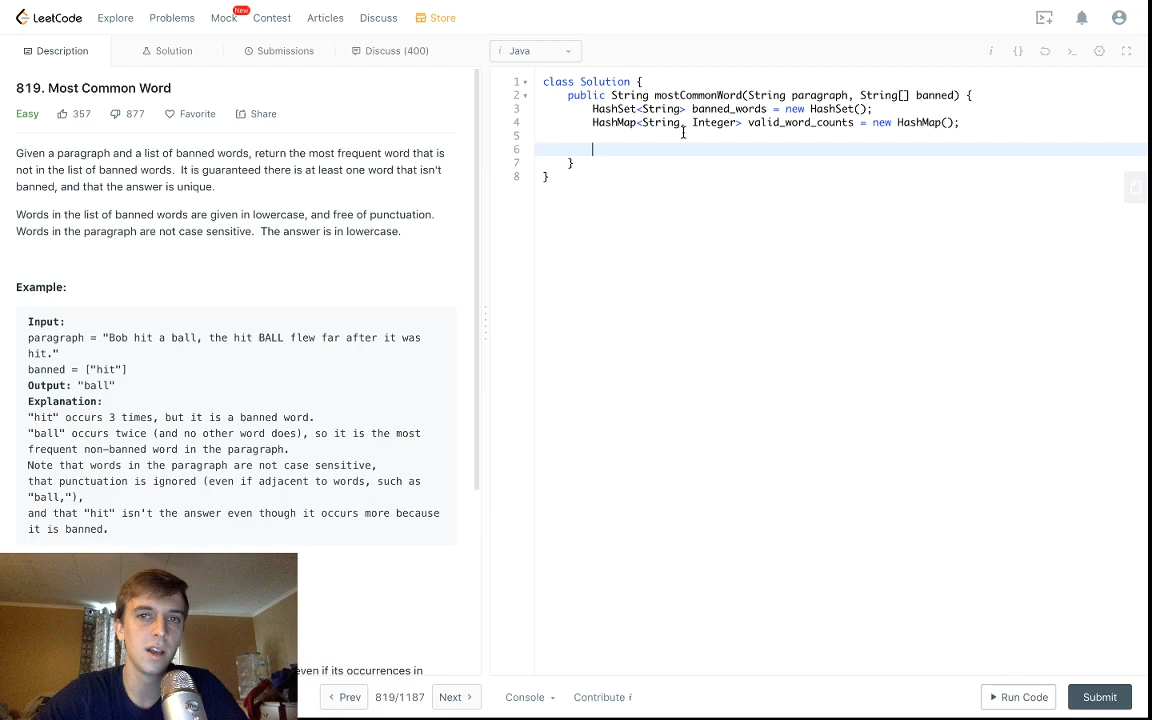 LeetCode Explore Problems Mock New Contest Articles Discuss Store
Description Solution Submissions Discuss (400)
819. Most Common Word
Easy 357 877 Favorite Share
Given a paragraph and a list of banned words, return the most frequent word that is
not in the list of banned words.  It is guaranteed there is at least one word that isn't
banned, and that the answer is unique.
Words in the list of banned words are given in lowercase, and free of punctuation.
Words in the paragraph are not case sensitive.  The answer is in lowercase.
Example:
Input:
paragraph = "Bob hit a ball, the hit BALL flew far after it was
hit."
banned = ["hit"]
Output: "ball"
Explanation:
"hit" occurs 3 times, but it is a banned word.
"ball" occurs twice (and no other word does), so it is the most
frequent non-banned word in the paragraph.
Note that words in the paragraph are not case sensitive,
that punctuation is ignored (even if adjacent to words, such as
"ball,"),
and that "hit" isn't the answer even though it occurs more because
it is banned.
even if its occurrences in
Prev 819/1187 Next
i Java
i {}
1 class Solution {
2 public String mostCommonWord(String paragraph, String[] banned) {
3 HashSet<String> banned_words = new HashSet();
4 HashMap<String, Integer> valid_word_counts = new HashMap();
5
6
7 }
8 }
Console Contribute i Run Code Submit